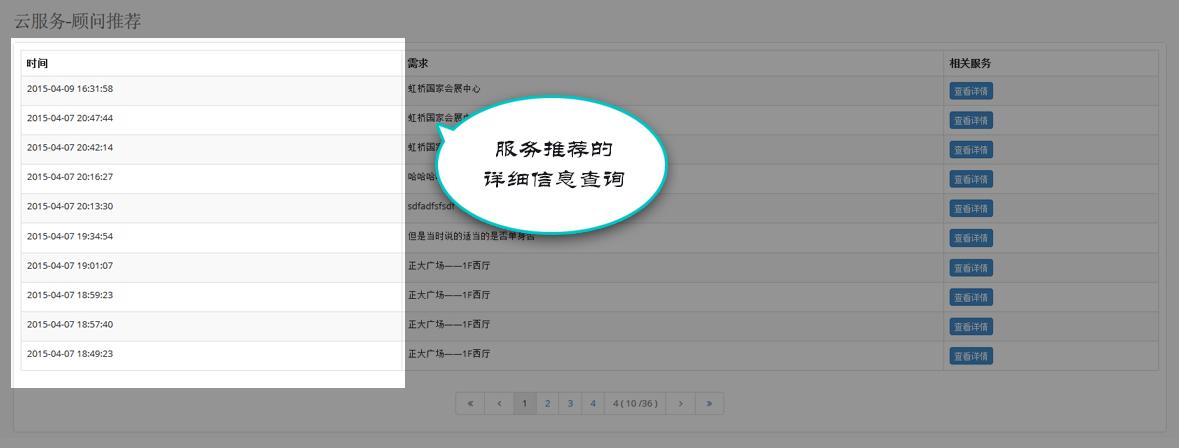 云服务-顾问推荐
时间 需求 相关服务
2015-04-09 16:31:58 虹桥国家会展中心 查看详情
2015-04-07 20:47:44 虹桥国家会展 查看详情
2015-04-07 20:42:14 虹桥国 查看详情
2015-04-07 20:16:27 哈哈哈 查看详情
2015-04-07 20:13:30 sdfadfsfsdf 查看详情
2015-04-07 19:34:54 但是当时说的适当的是否单身舍 查看详情
2015-04-07 19:01:07 正大广场——1F西厅 查看详情
2015-04-07 18:59:23 正大广场——1F西厅 查看详情
2015-04-07 18:57:40 正大广场——1F西厅 查看详情
2015-04-07 18:49:23 正大广场——1F西厅 查看详情
服务推荐的
详细信息查询
« ‹ 1 2 3 4 4 ( 10 /36 ) › »